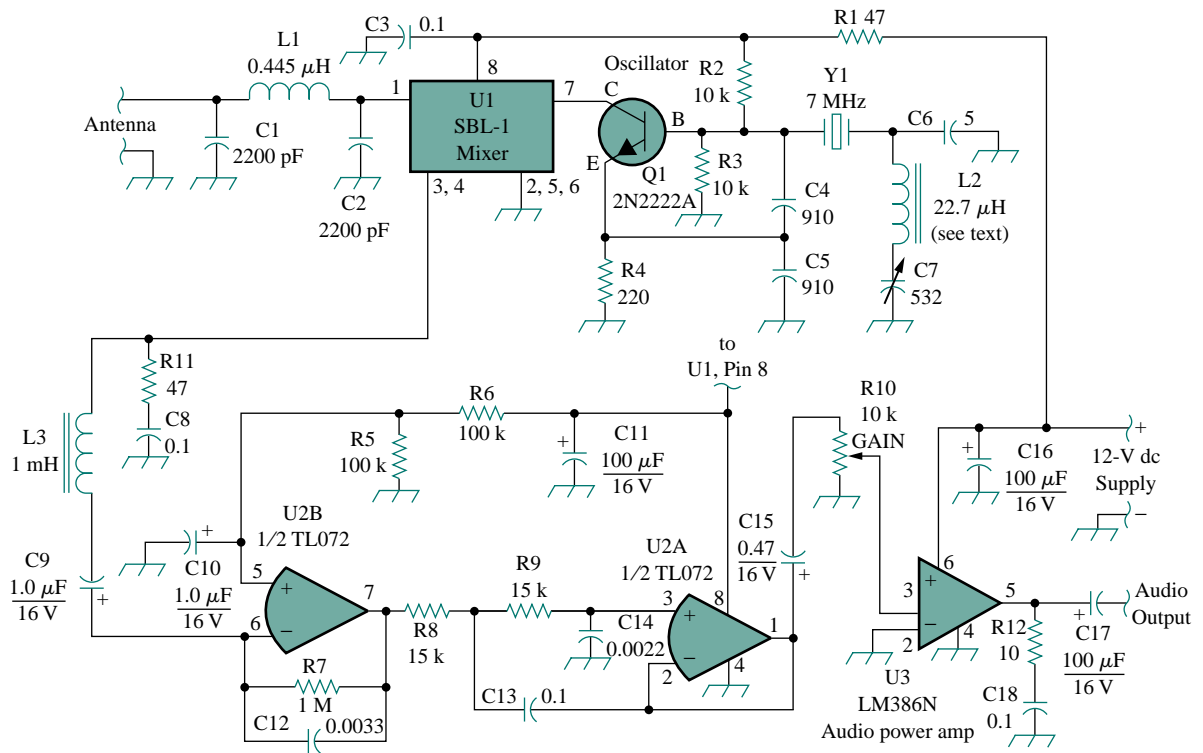 C3
0.1
R1 47
L1
0.445 μH
1
8
U1
SBL-1
Mixer
7
3, 4
2, 5, 6
Oscillator
C
B
E
Q1
2N2222A
R2
10 k
R3
10 k
Y1
7 MHz
C6
5
L2
22.7 μH
(see text)
C4
910
C5
910
C7
532
R4
220
Antenna
C1
2200 pF
C2
2200 pF
R11
47
C8
0.1
L3
1 mH
to
U1, Pin 8
R6
100 k
R5
100 k
C11
+
100 μF
16 V
R10
10 k
GAIN
C16
+
100 μF
16 V
+
12-V dc
Supply
−
U2B
1/2 TL072
C9
1.0 μF
16 V
+
C10
+
1.0 μF
16 V
5
+
6
−
7
R7
1 M
C12
0.0033
R8
15 k
R9
15 k
C14
0.0022
C13
0.1
U2A
1/2 TL072
3
+
2
−
8
4
1
C15
0.47
16 V
+
3
+
2
−
6
5
4
U3
LM386N
Audio power amp
R12
10
C18
0.1
+
C17
100 μF
16 V
Audio
Output